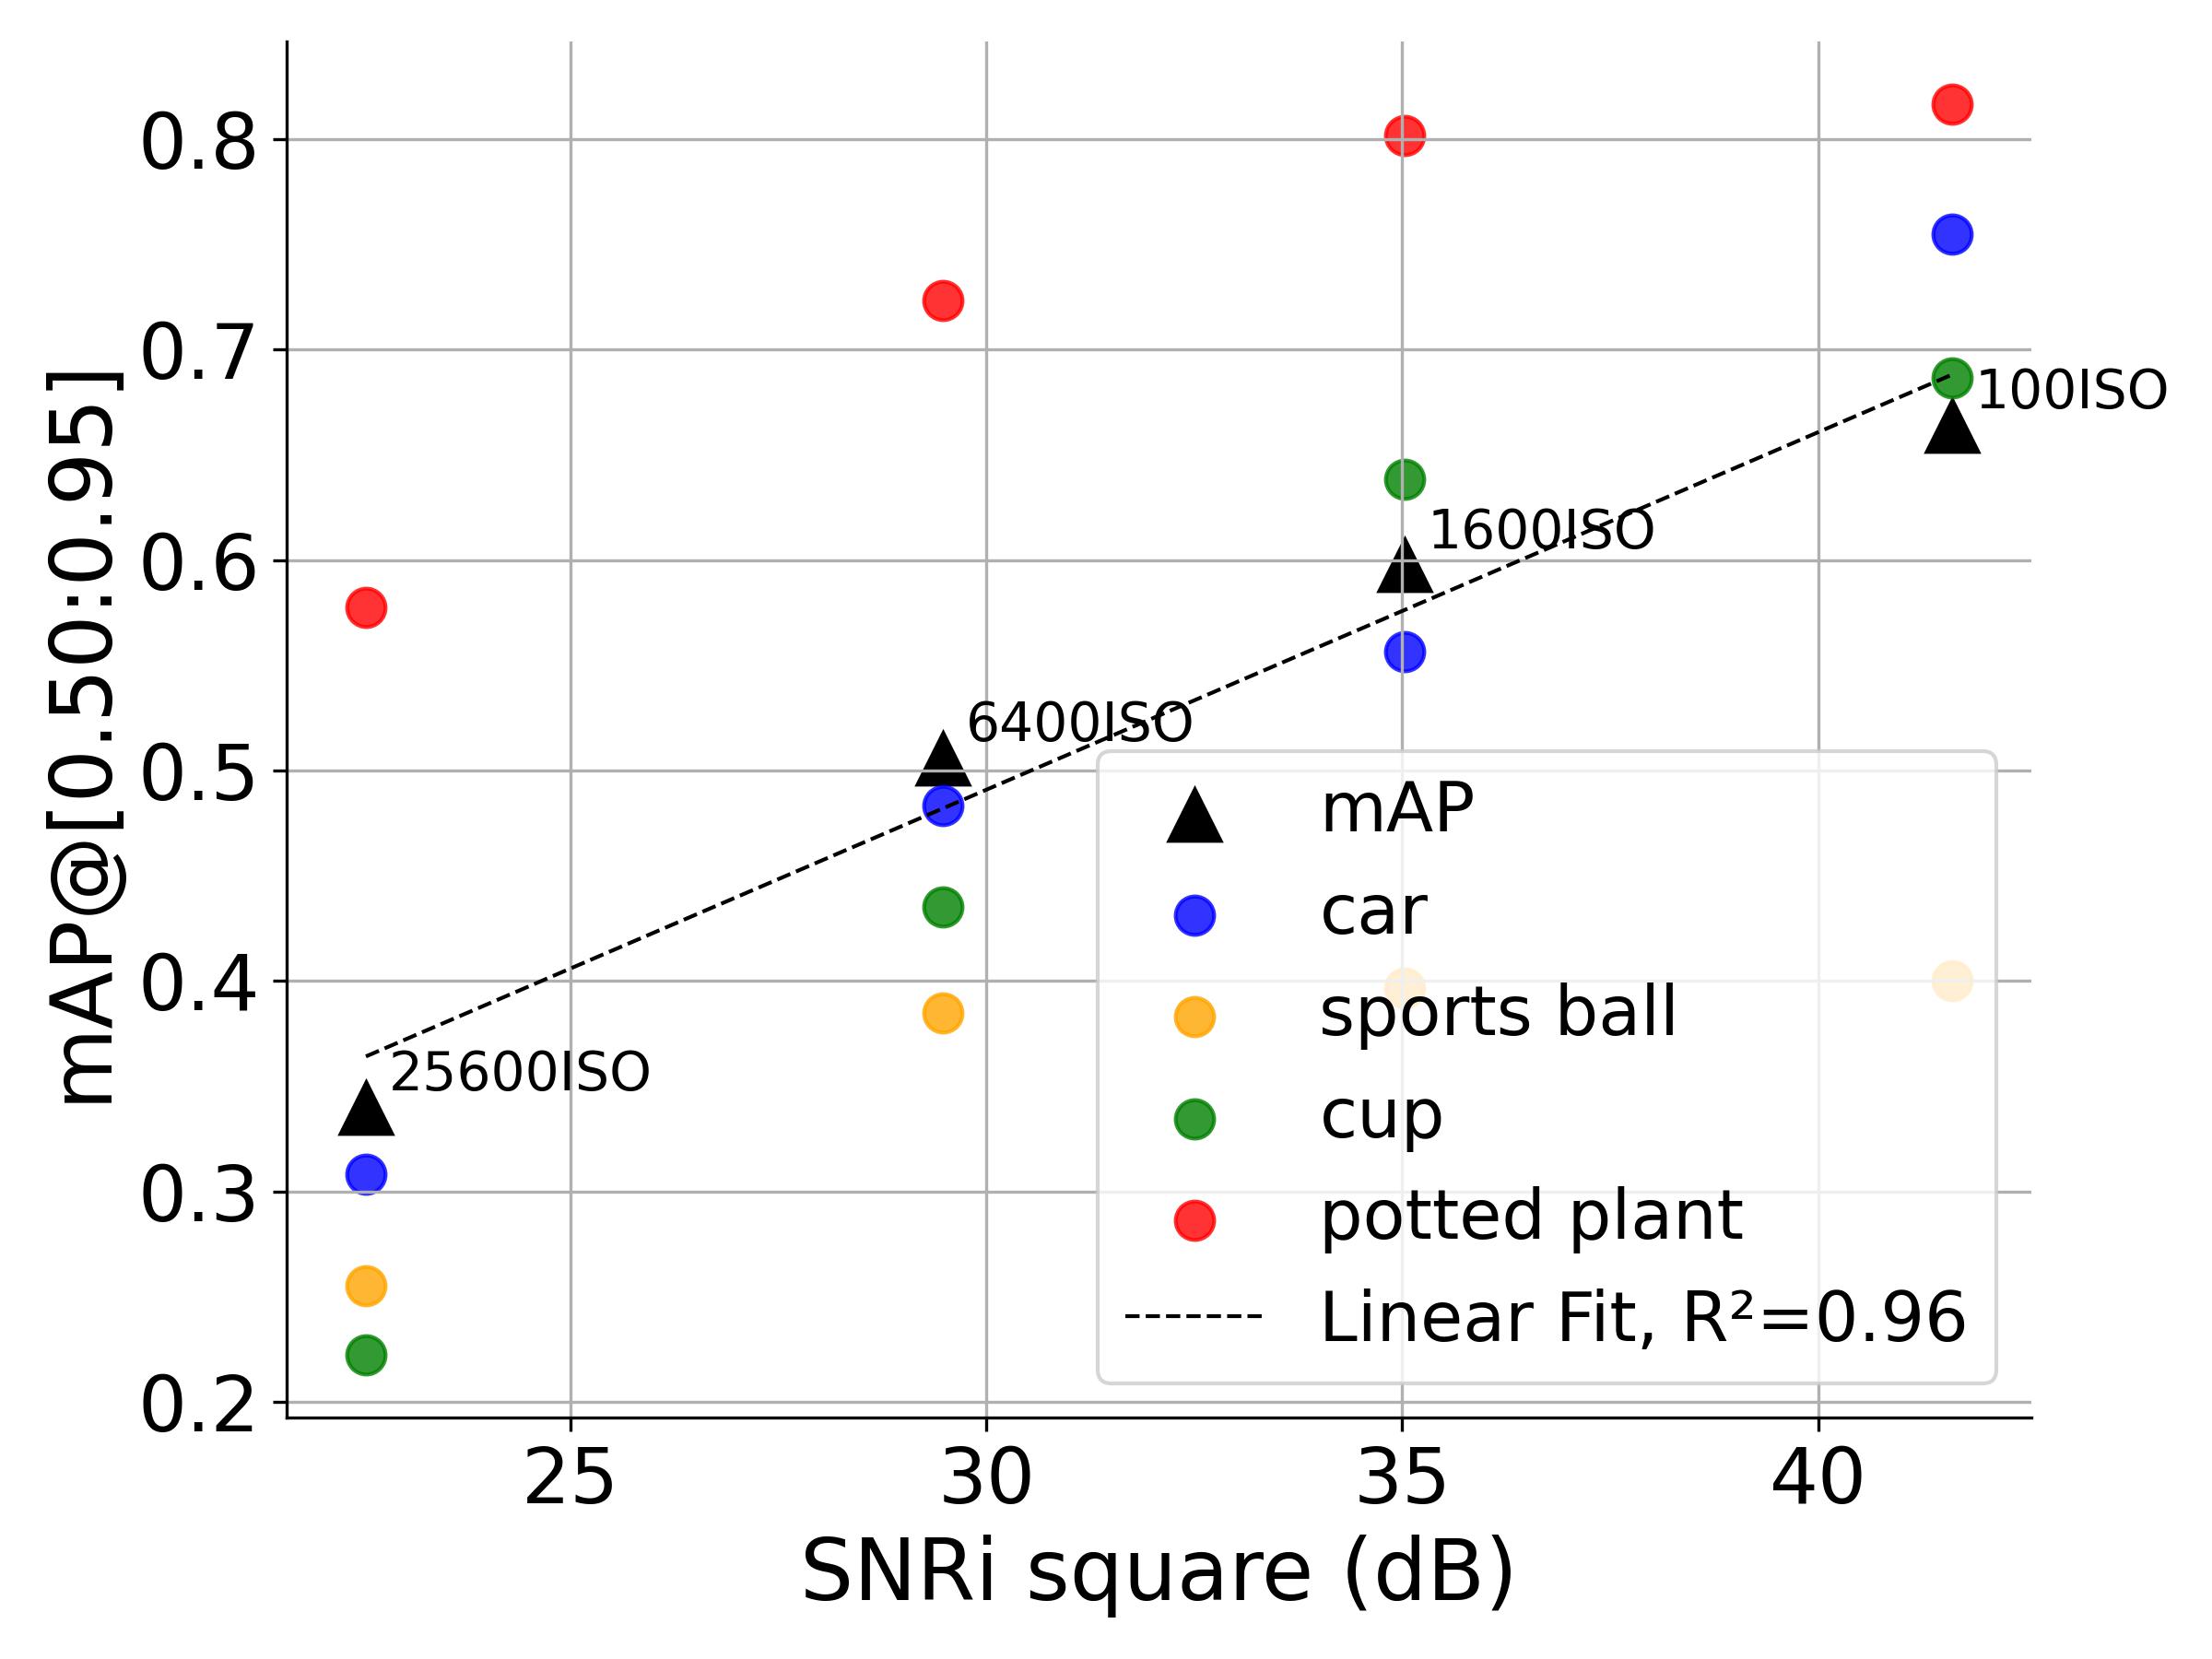 mAP@[0.50:0.95]
0.8
0.7
0.6
0.5
0.4
0.3
0.2
100ISO
1600ISO
6400ISO
25600ISO
mAP
car
sports ball
cup
potted plant
Linear Fit, R²=0.96
25 30 35 40
SNRi square (dB)